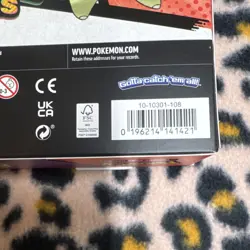 WWW.POKEMON.COM
Retain these addresses for your records.
Gotta catch 'em all!
10-10301-108
UK
CA
FSC
0 196214 141421